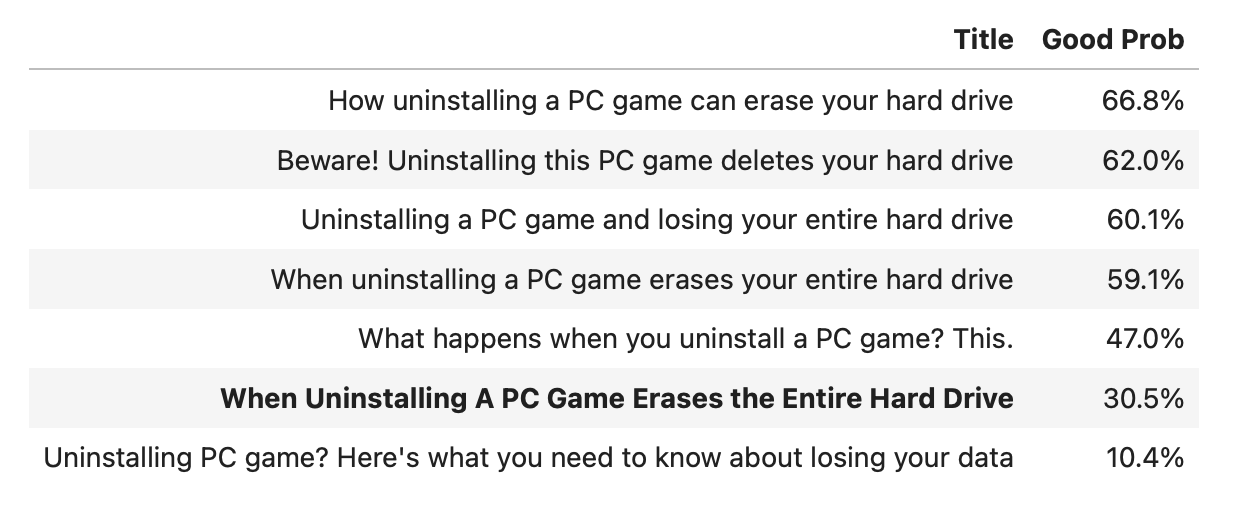 Title Good Prob
How uninstalling a PC game can erase your hard drive 66.8%
Beware! Uninstalling this PC game deletes your hard drive 62.0%
Uninstalling a PC game and losing your entire hard drive 60.1%
When uninstalling a PC game erases your entire hard drive 59.1%
What happens when you uninstall a PC game? This. 47.0%
When Uninstalling A PC Game Erases the Entire Hard Drive 30.5%
Uninstalling PC game? Here's what you need to know about losing your data 10.4%